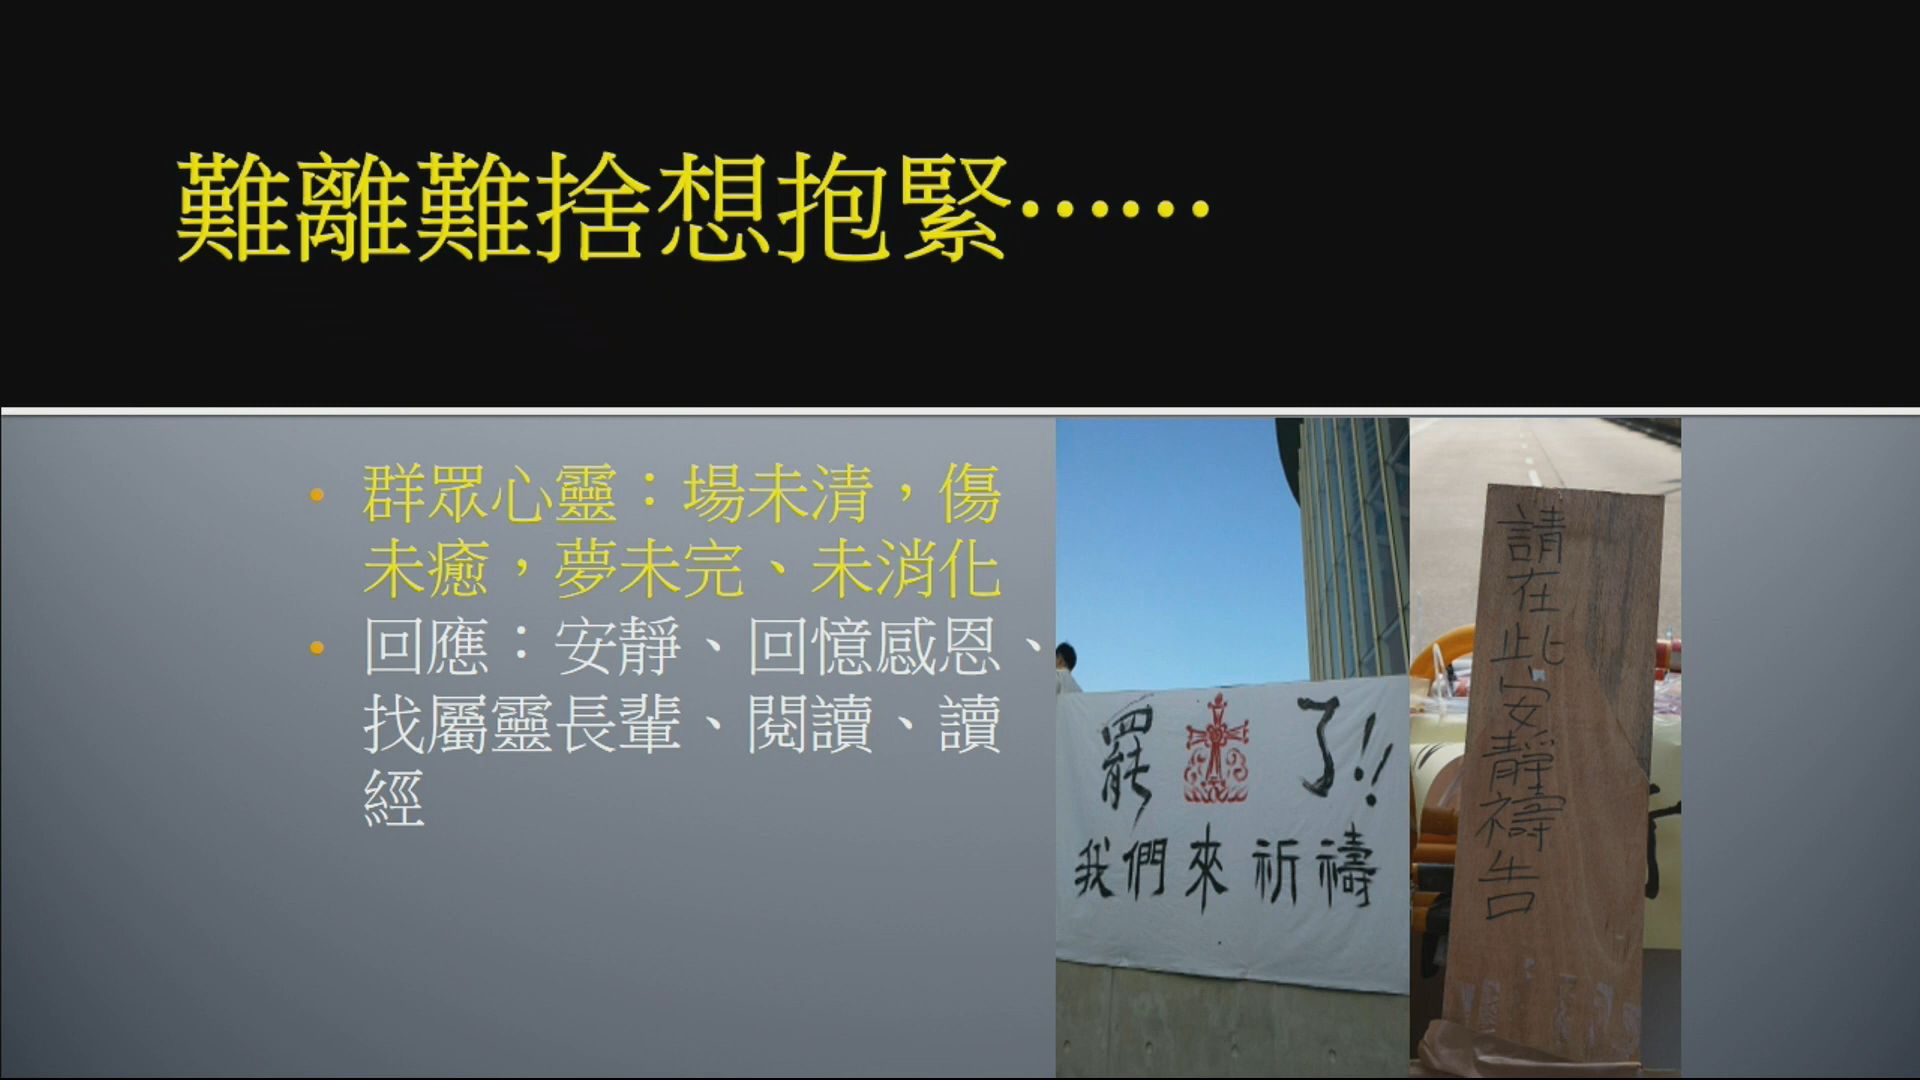 難離難捨想抱緊……
群眾心靈：場未清，傷
未癒，夢未完、未消化
回應：安靜、回憶感恩、
找屬靈長輩、閱讀、讀
經
罷 了!!
我們來祈禱
請在此安靜禱告